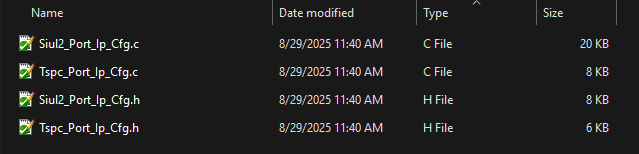 Name Date modified Type Size
Siul2_Port_Ip_Cfg.c 8/29/2025 11:40 AM C File 20 KB
Tspc_Port_Ip_Cfg.c 8/29/2025 11:40 AM C File 8 KB
Siul2_Port_Ip_Cfg.h 8/29/2025 11:40 AM H File 8 KB
Tspc_Port_Ip_Cfg.h 8/29/2025 11:40 AM H File 6 KB